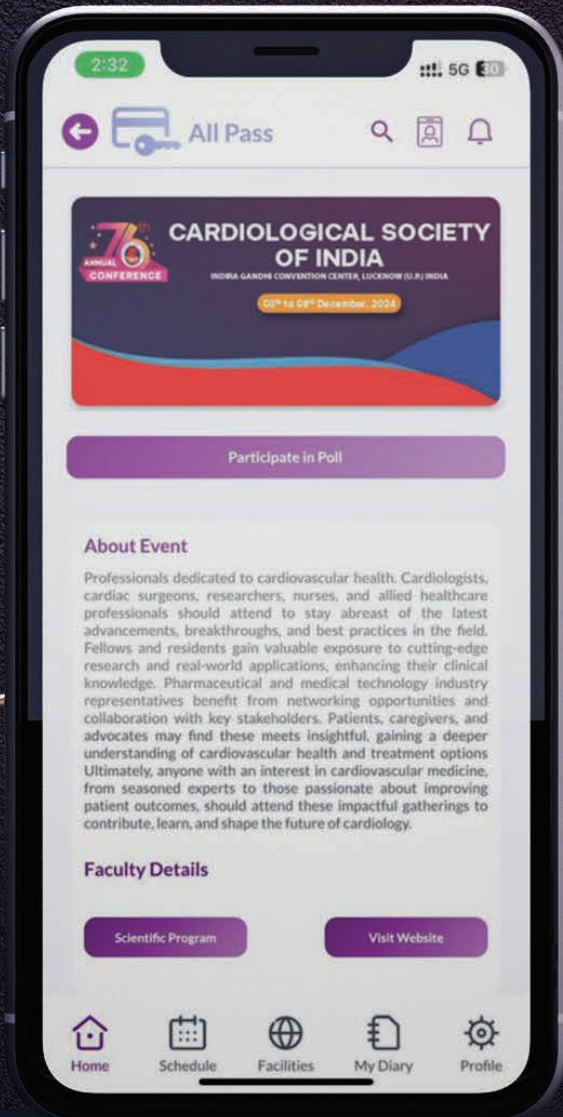 2:32
5G 30
All Pass
76th
ANNUAL
CONFERENCE
CARDIOLOGICAL SOCIETY
OF INDIA
INDIRA GANDHI CONVENTION CENTER, LUCKNOW (U.P.) INDIA
to 08th December, 2024
Participate in Poll
About Event
Professionals dedicated to cardiovascular health. Cardiologists,
cardiac surgeons, researchers, nurses, and allied healthcare
professionals should attend to stay abreast of the latest
advancements, breakthroughs, and best practices in the field.
Fellows and residents gain valuable exposure to cutting-edge
research and real-world applications, enhancing their clinical
knowledge. Pharmaceutical and medical technology industry
representatives benefit from networking opportunities and
collaboration with key stakeholders. Patients, caregivers, and
advocates may find these meets insightful, gaining a deeper
understanding of cardiovascular health and treatment options
Ultimately, anyone with an interest in cardiovascular medicine,
from seasoned experts to those passionate about improving
patient outcomes, should attend these impactful gatherings to
contribute, learn, and shape the future of cardiology.
Faculty Details
Scientific Program
Visit Website
Home
Schedule
Facilities
My Diary
Profile